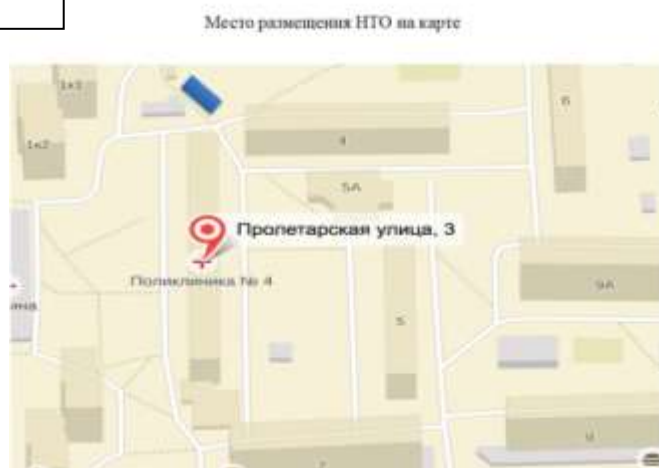 Место размещения НТО на карте
1к1
1к2
6
4
5А
Пролетарская улица, 3
Поликлиника № 4
9А
5